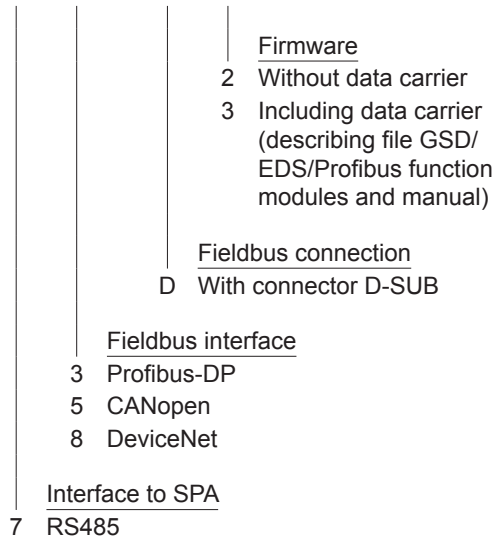 Firmware
2 Without data carrier
3 Including data carrier
(describing file GSD/
EDS/Profibus function
modules and manual)
Fieldbus connection
D With connector D-SUB
Fieldbus interface
3 Profibus-DP
5 CANopen
8 DeviceNet
Interface to SPA
7 RS485